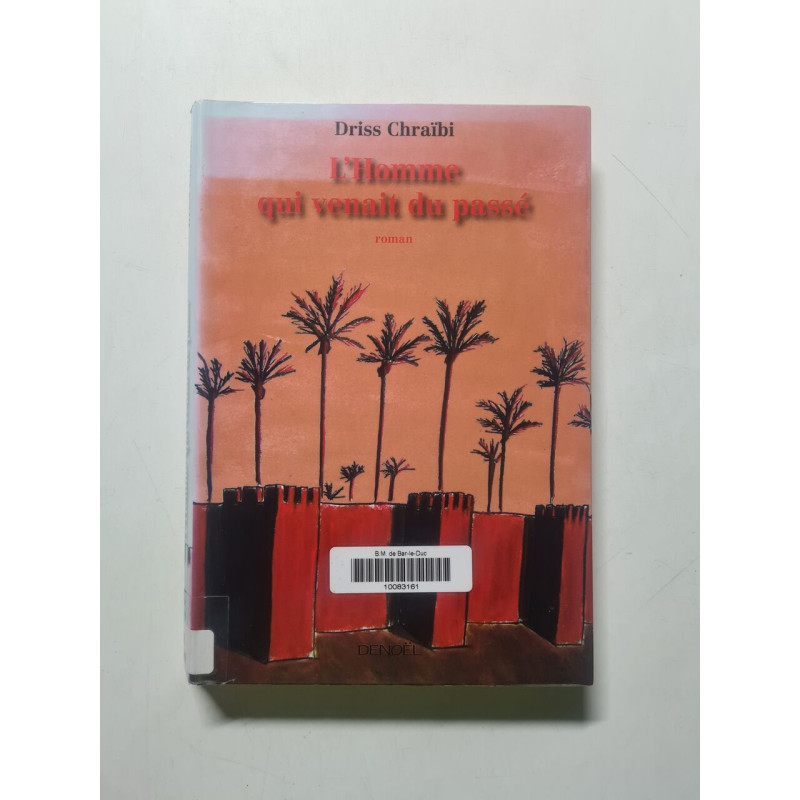 Driss Chraïbi
L'Homme
qui venait du passé
roman
B.M. de Bar-le-Duc
10083161
DENOËL